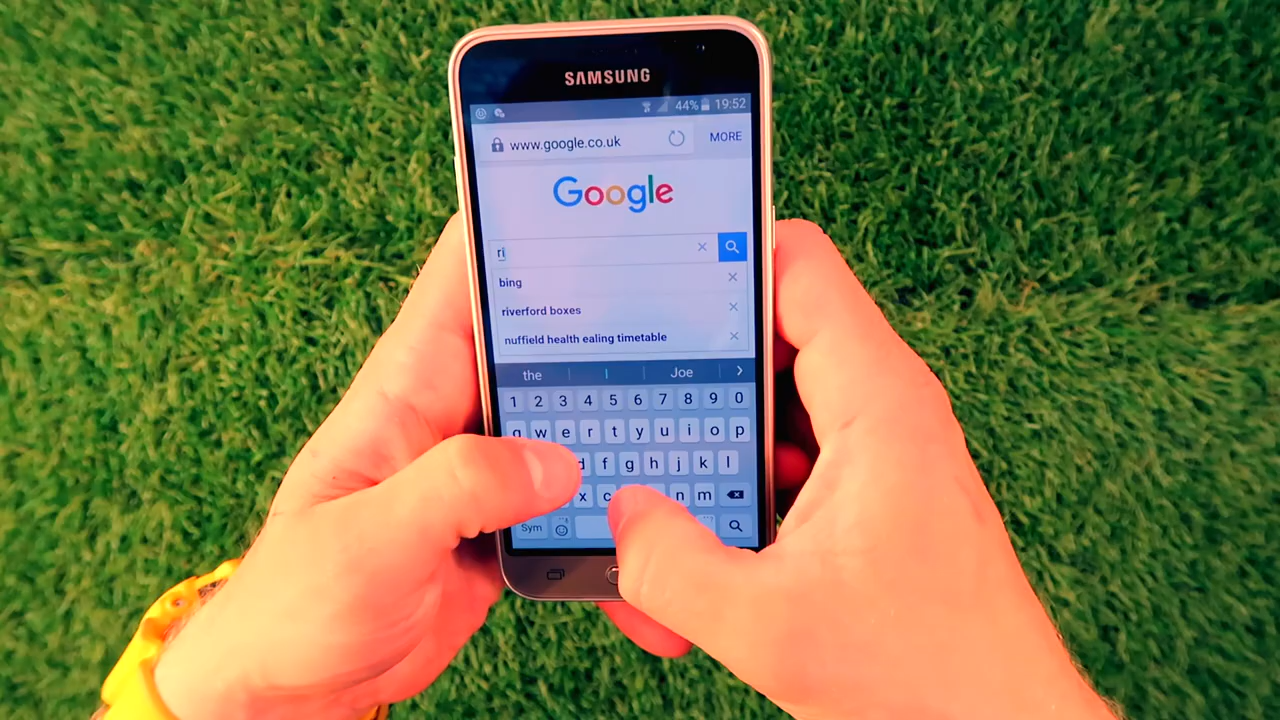 SAMSUNG
44% 19:52
www.google.co.uk MORE
Google
ri
bing
riverford boxes
nuffield health ealing timetable
the Joe
1 2 3 4 5 6 7 8 9 0
q w e r t y u i o p
d f g h j k l
x c n m
Sym